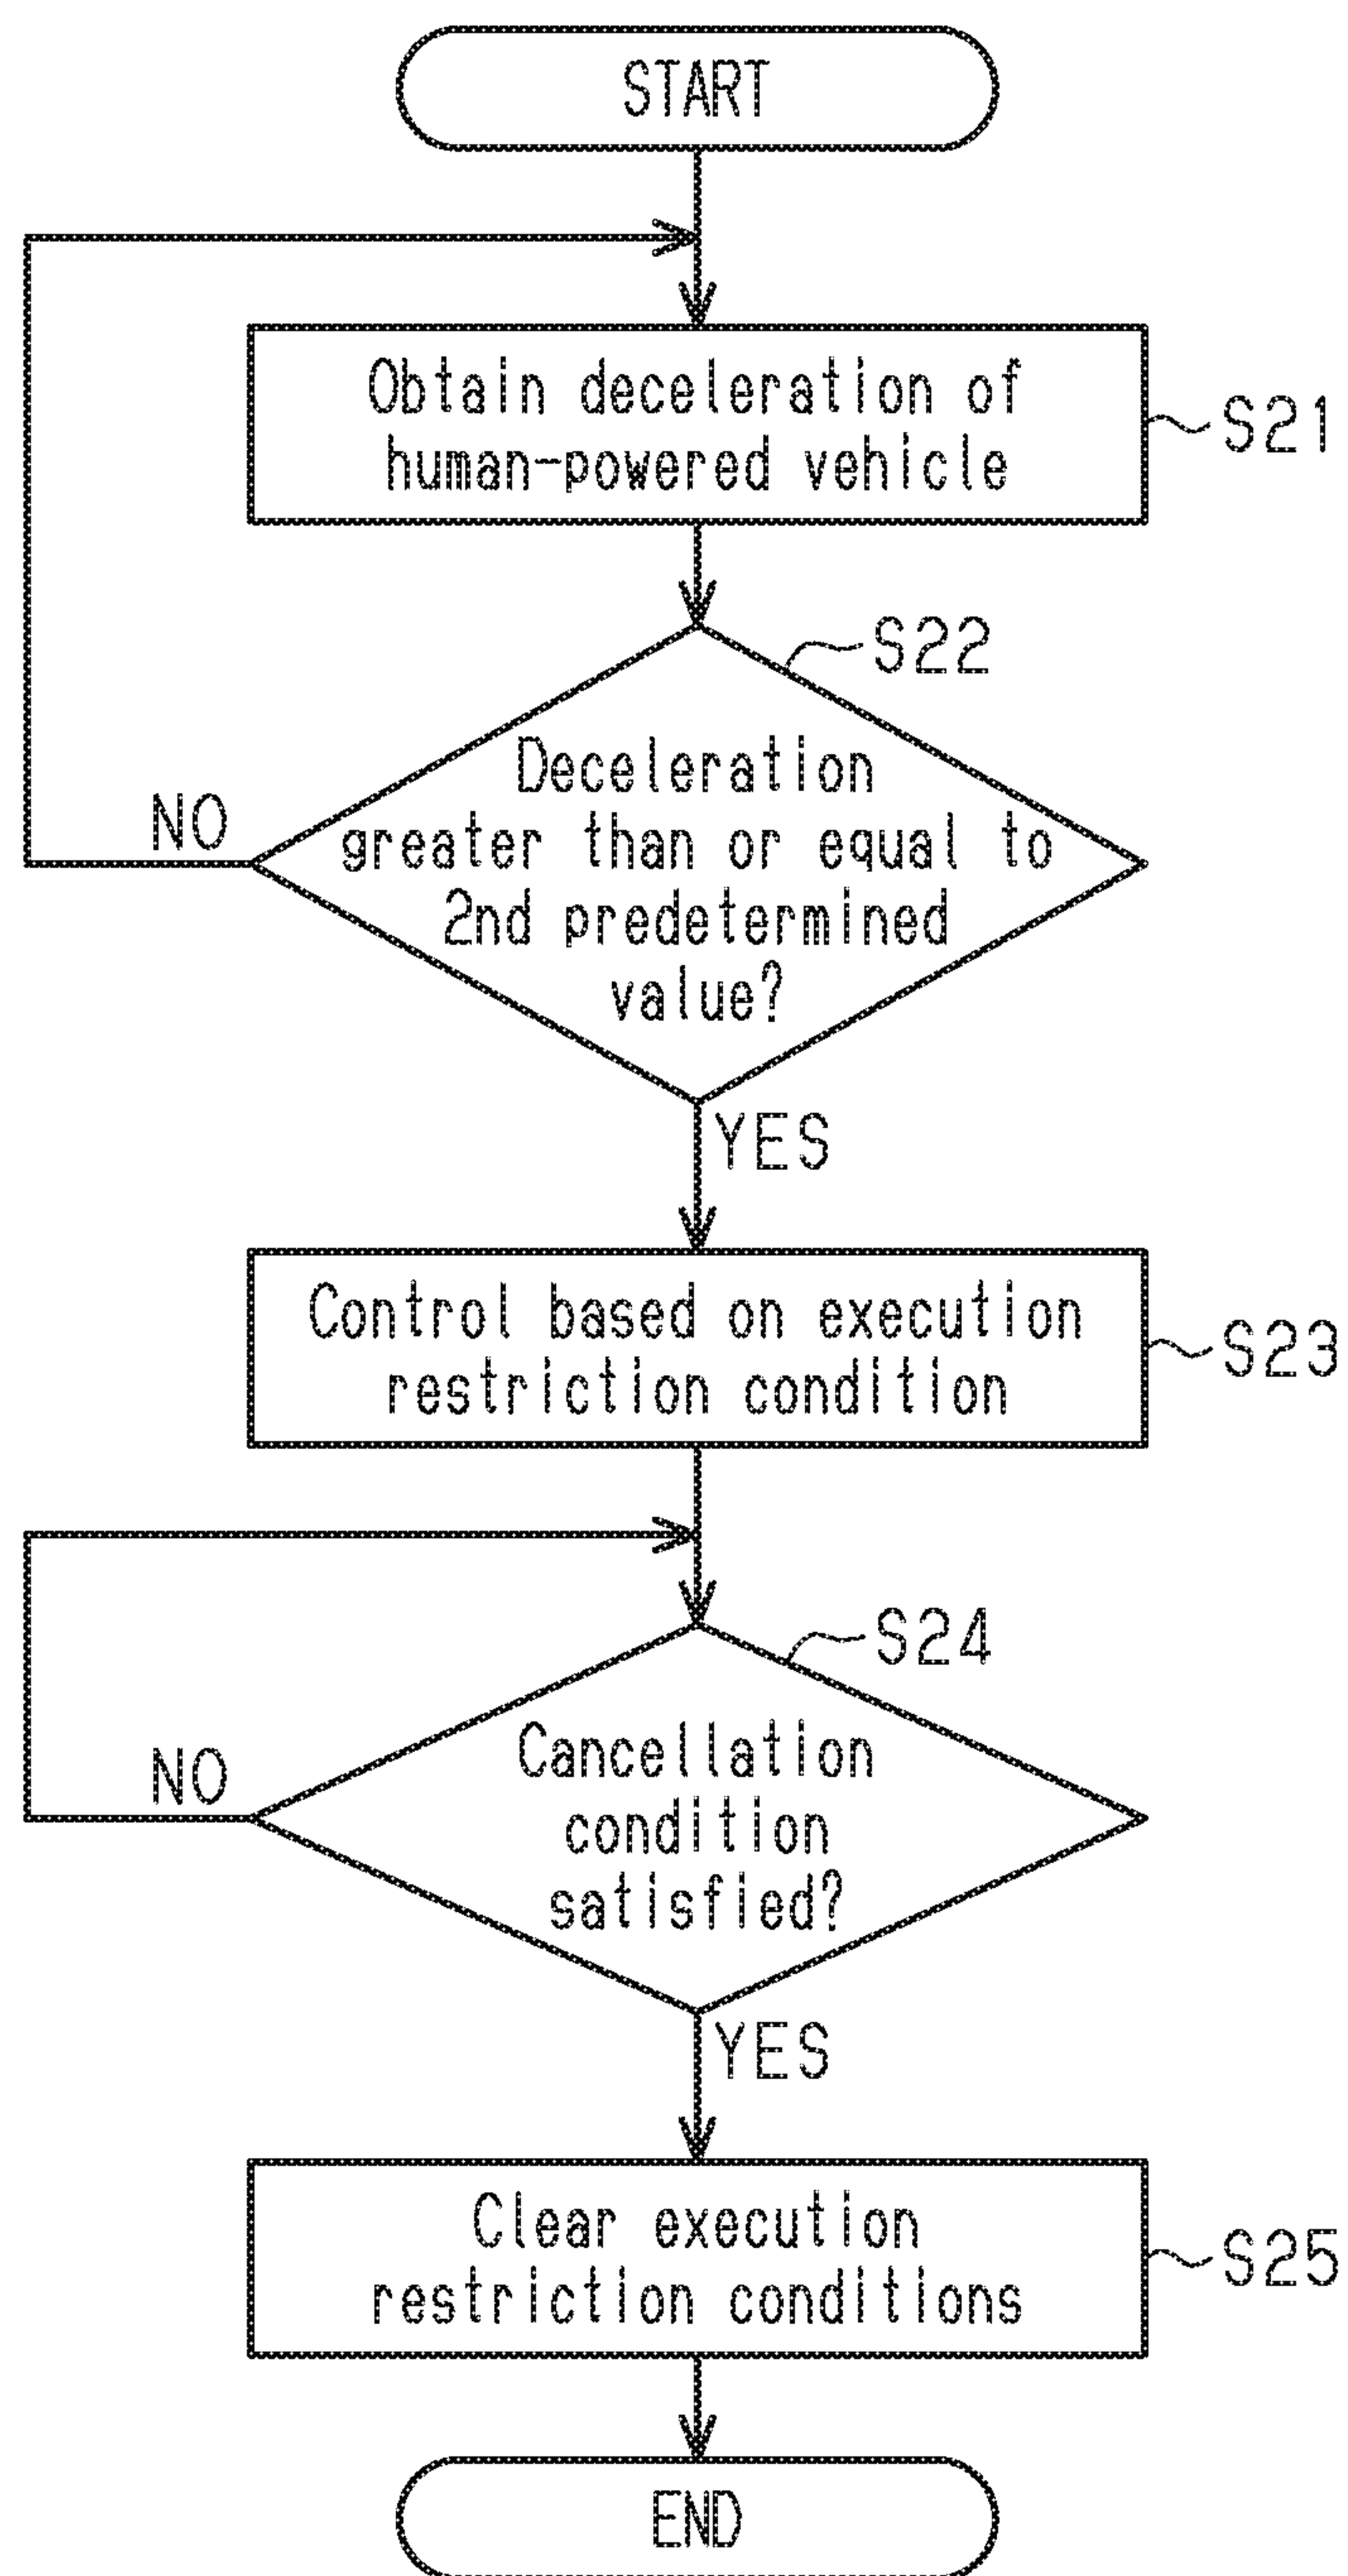 START
Obtain deceleration of
human-powered vehicle
S21
S22
Deceleration
greater than or equal to
2nd predetermined
value?
NO
YES
Control based on execution
restriction condition
S23
S24
Cancellation
condition
satisfied?
NO
YES
Clear execution
restriction conditions
S25
END